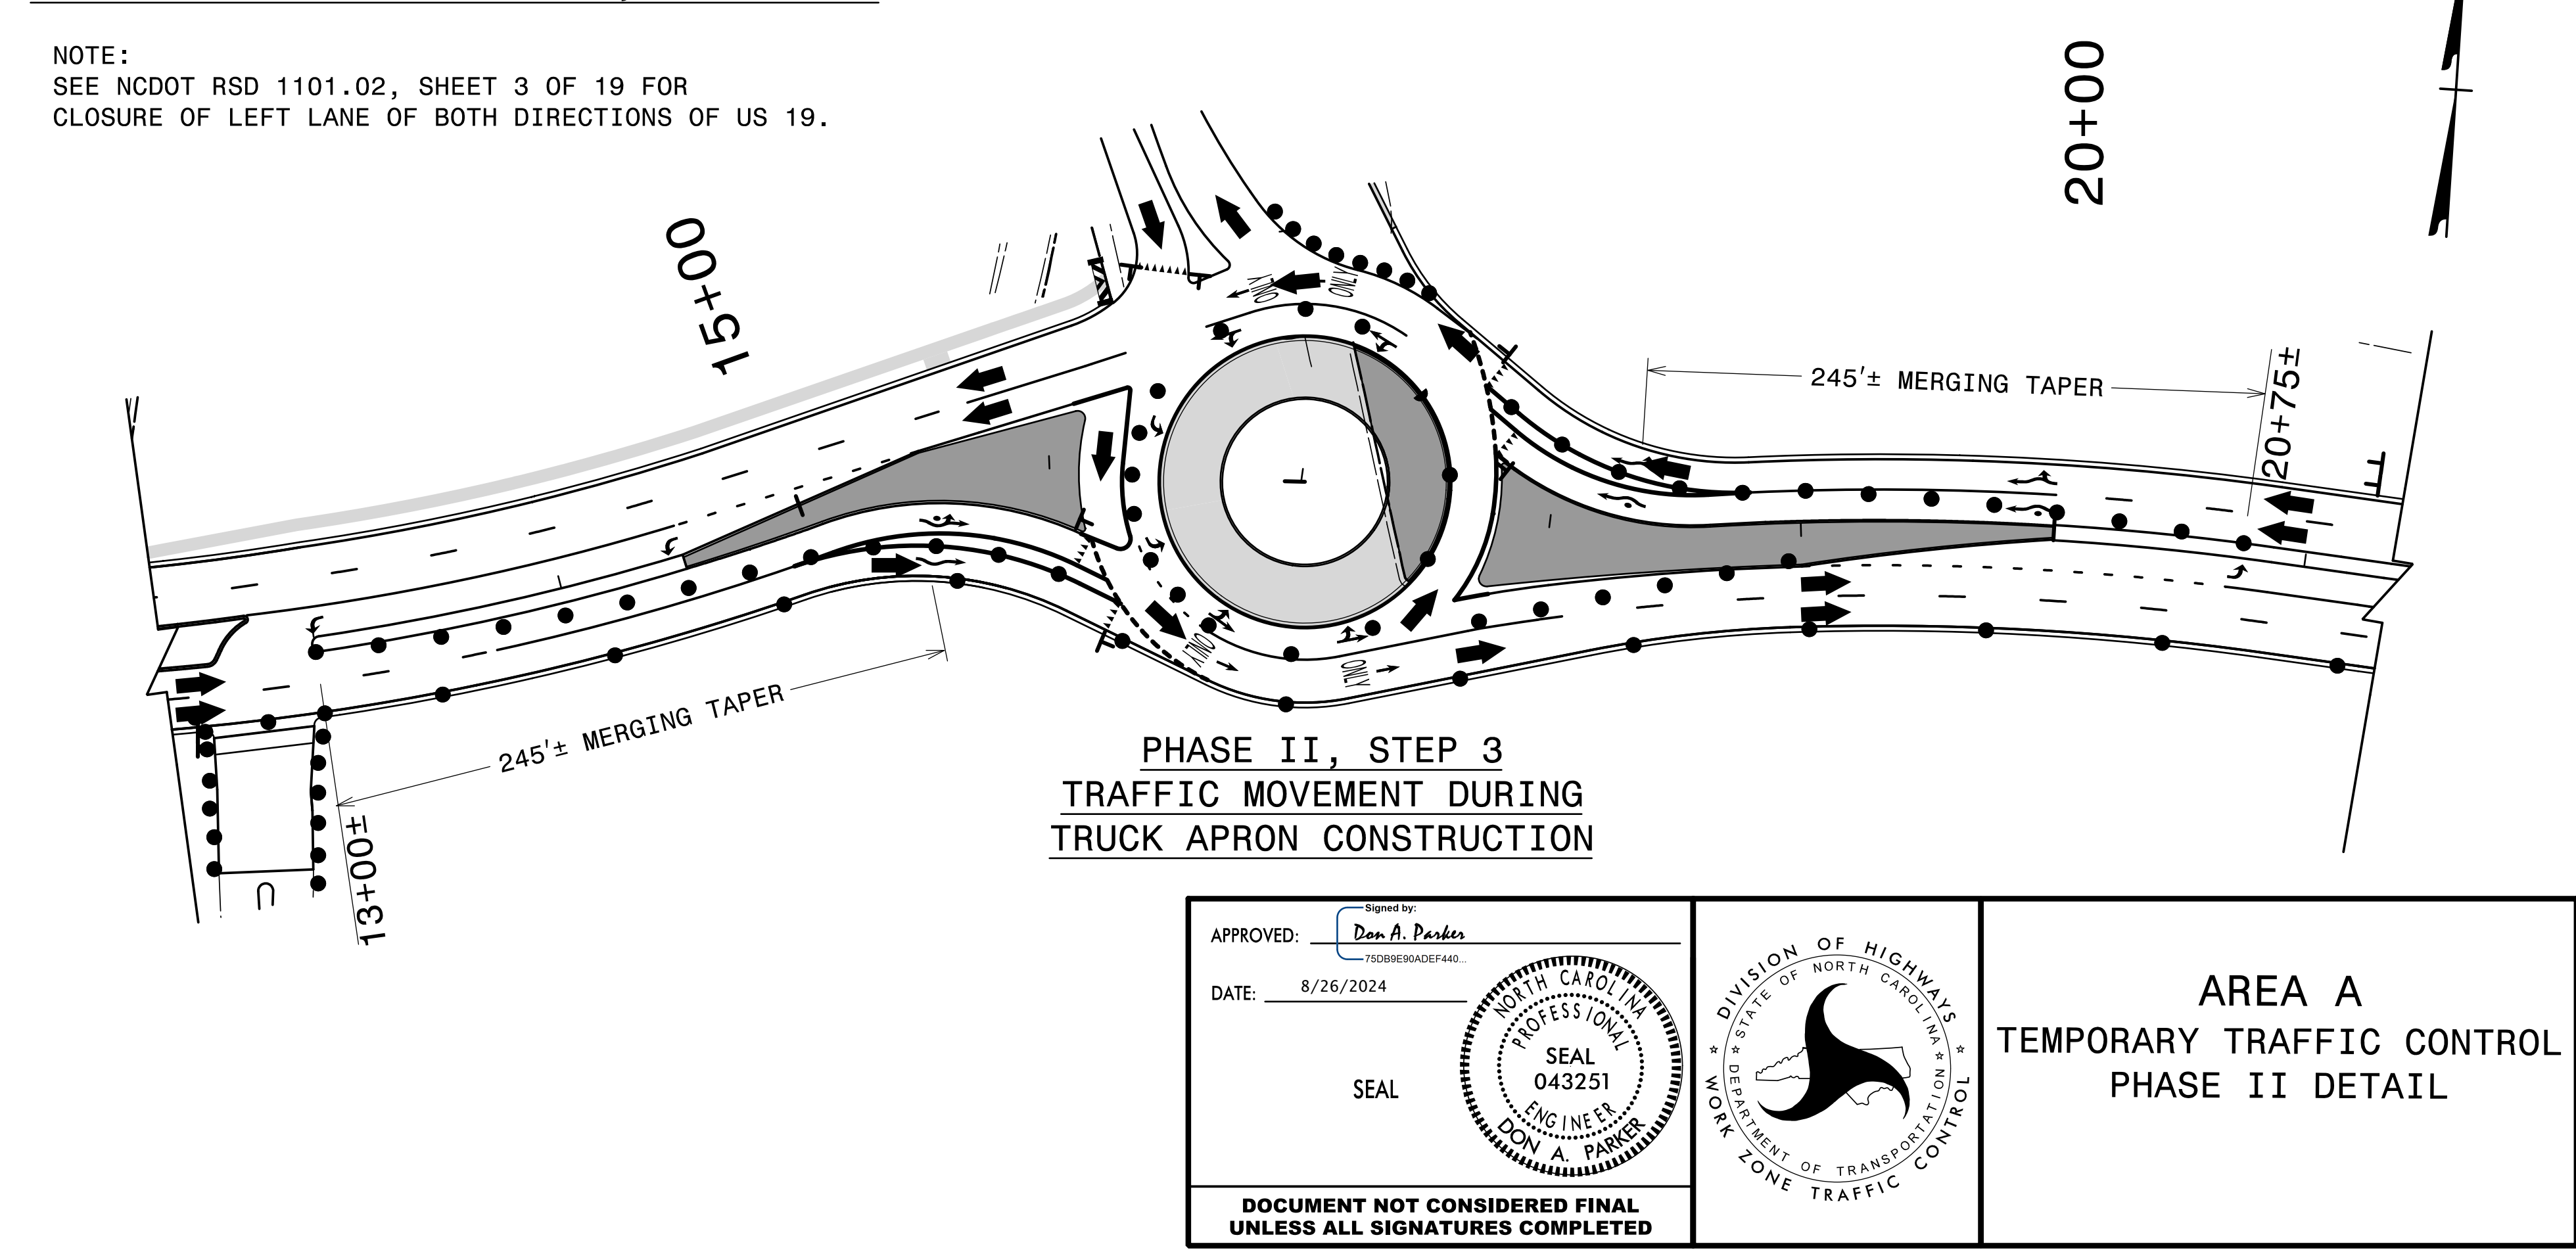 NOTE:
SEE NCDOT RSD 1101.02, SHEET 3 OF 19 FOR
CLOSURE OF LEFT LANE OF BOTH DIRECTIONS OF US 19.
15+00
20+00
ONLY
ONLY
245'± MERGING TAPER
20+75±
ONLY
ONLY
245'± MERGING TAPER
13+00±
PHASE II, STEP 3
TRAFFIC MOVEMENT DURING
TRUCK APRON CONSTRUCTION
APPROVED:
Signed by:
Don A. Parker
75DB9E90ADEF440...
DATE:
8/26/2024
SEAL
NORTH CAROLINA
PROFESSIONAL
SEAL
043251
ENGINEER
DON A. PARKER
DOCUMENT NOT CONSIDERED FINAL
UNLESS ALL SIGNATURES COMPLETED
DIVISION OF HIGHWAYS
STATE OF NORTH CAROLINA
DEPARTMENT OF TRANSPORTATION
WORK ZONE TRAFFIC CONTROL
AREA A
TEMPORARY TRAFFIC CONTROL
PHASE II DETAIL